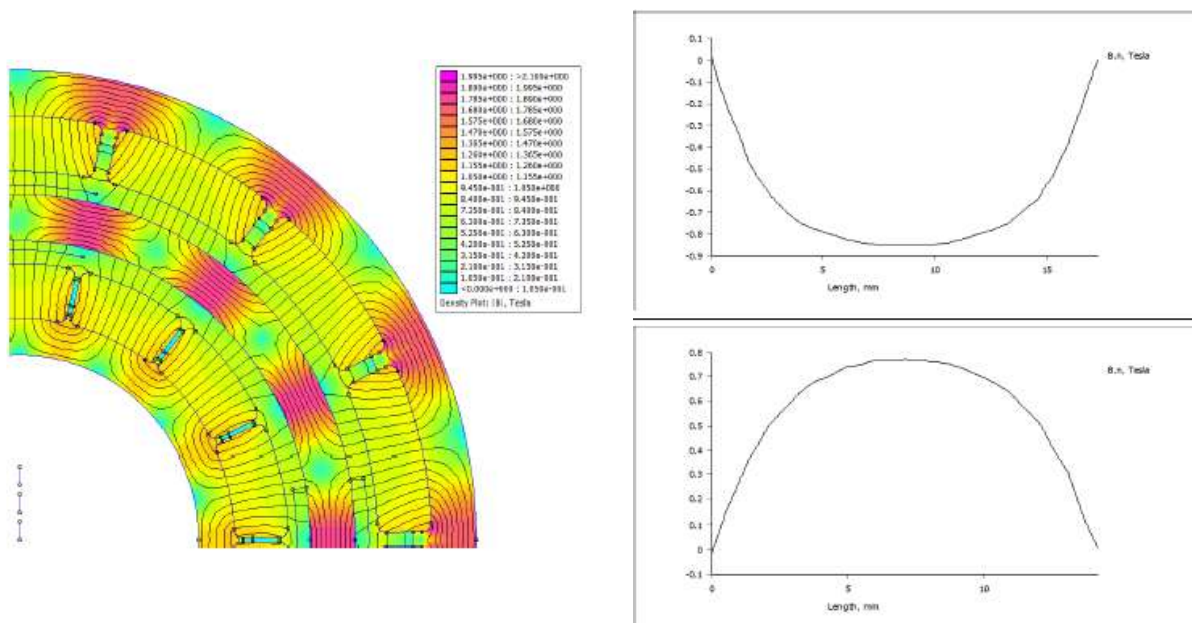 1.995e+000 : >2.100e+000
1.890e+000 : 1.995e+000
1.785e+000 : 1.890e+000
1.680e+000 : 1.785e+000
1.575e+000 : 1.680e+000
1.470e+000 : 1.575e+000
1.365e+000 : 1.470e+000
1.260e+000 : 1.365e+000
1.155e+000 : 1.260e+000
1.050e+000 : 1.155e+000
9.450e-001 : 1.050e+000
8.400e-001 : 9.450e-001
7.350e-001 : 8.400e-001
6.300e-001 : 7.350e-001
5.250e-001 : 6.300e-001
4.200e-001 : 5.250e-001
3.150e-001 : 4.200e-001
2.100e-001 : 3.150e-001
1.050e-001 : 2.100e-001
<0.000e+000 : 1.050e-001
Density Plot: |B|, Tesla
0.1
0
-0.1
-0.2
-0.3
-0.4
-0.5
-0.6
-0.7
-0.8
-0.9
0
5
10
15
Length, mm
B.n, Tesla
0.8
0.7
0.6
0.5
0.4
0.3
0.2
0.1
0
-0.1
0
5
10
Length, mm
B.n, Tesla